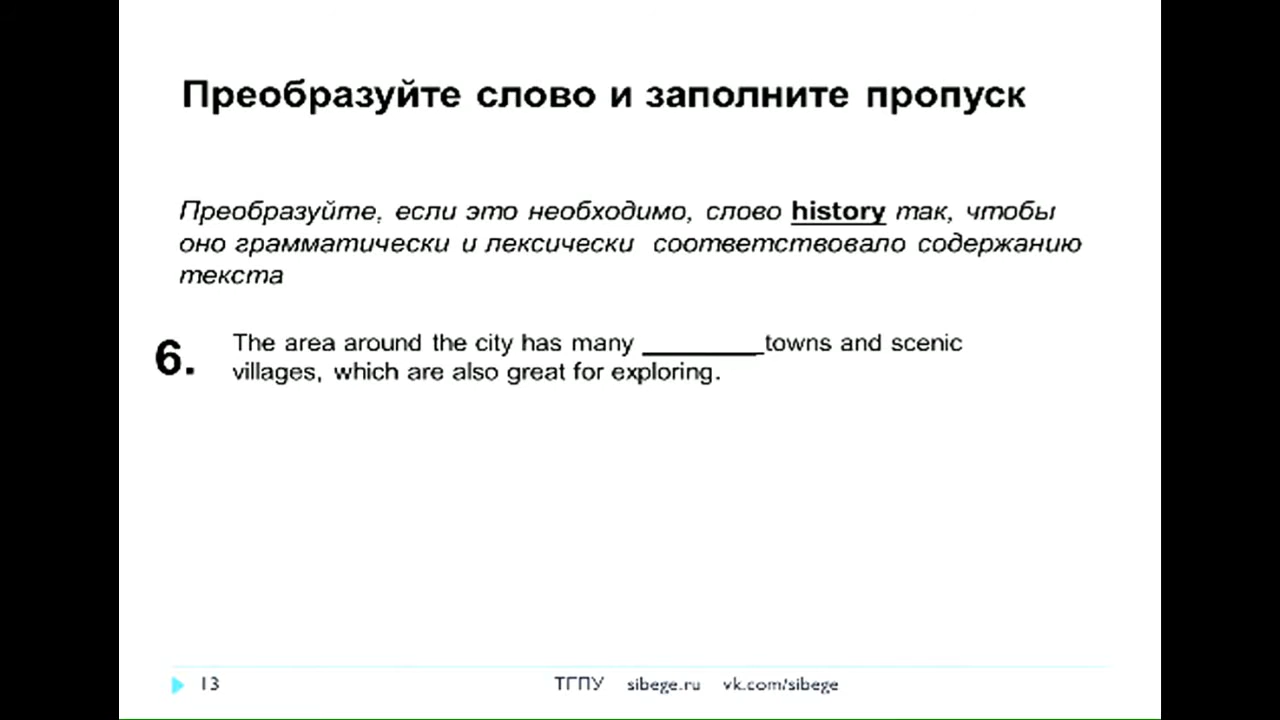 Преобразуйте слово и заполните пропуск
Преобразуйте, если это необходимо, слово history так, чтобы
оно грамматически и лексически соответствовало содержанию
текста
6. The area around the city has many _________towns and scenic
villages, which are also great for exploring.
13 ТГПУ sibege.ru vk.com/sibege